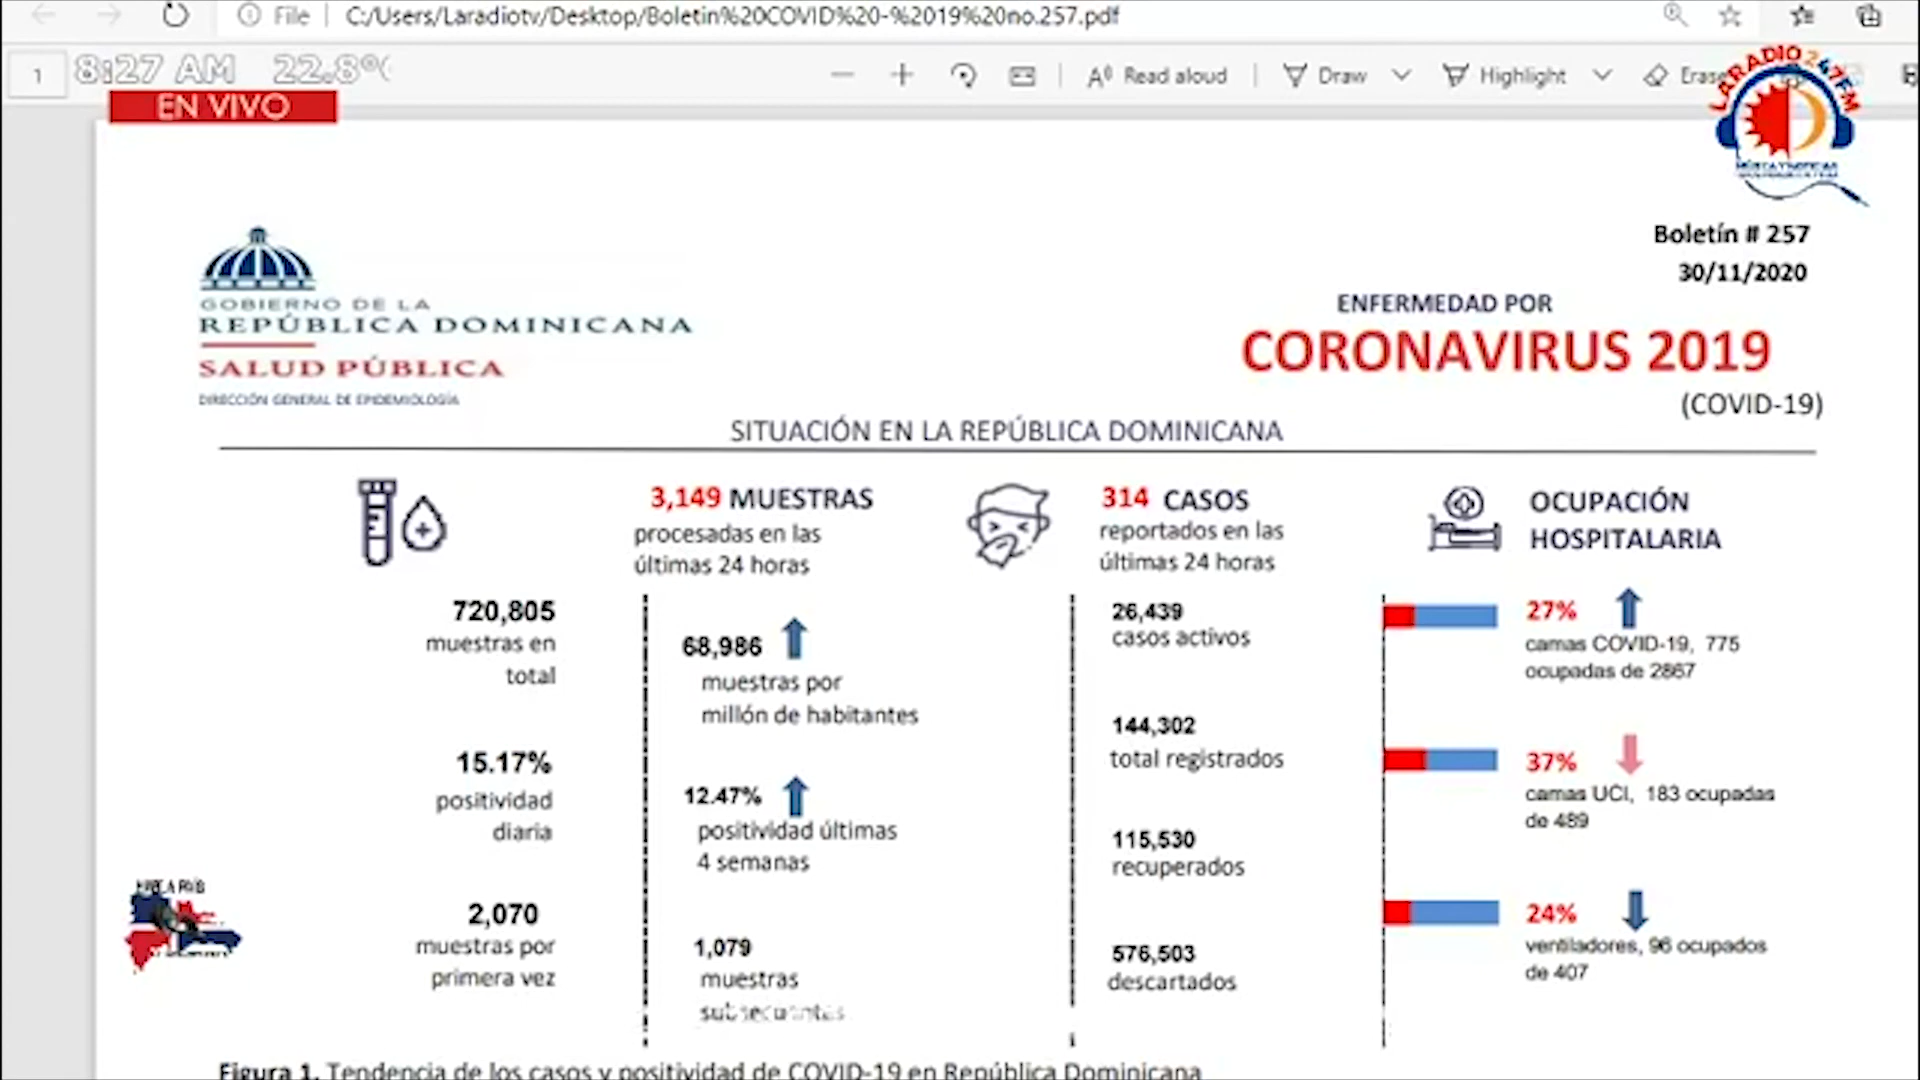 File
C:/Users/Laradiotv/Desktop/Boletin%20COVID%20-%2019%20no.257.pdf
1
8:27 AM 22.8º(
Read aloud
Draw
Highlight
EN VIVO
LARADIO247FM
Boletín # 257
30/11/2020
GOBIERNO DE LA
REPÚBLICA DOMINICANA
SALUD PÚBLICA
DIRECCIÓN GENERAL DE EPIDEMIOLOGÍA
ENFERMEDAD POR
CORONAVIRUS 2019
(COVID-19)
SITUACIÓN EN LA REPÚBLICA DOMINICANA
720,805
muestras en
total
15.17%
positividad
diaria
2,070
muestras por
primera vez
3,149 MUESTRAS
procesadas en las
últimas 24 horas
68,986
muestras por
millón de habitantes
12.47%
positividad últimas
4 semanas
1,079
muestras
314 CASOS
reportados en las
últimas 24 horas
26,439
casos activos
144,302
total registrados
115,530
recuperados
576,503
descartados
OCUPACIÓN
HOSPITALARIA
27%
camas COVID-19, 775
ocupadas de 2867
37%
camas UCI, 183 ocupadas
de 489
24%
ventiladores, 96 ocupados
de 407
Figura 1. Tendencia de los casos y positividad de COVID-19 en República Dominicana